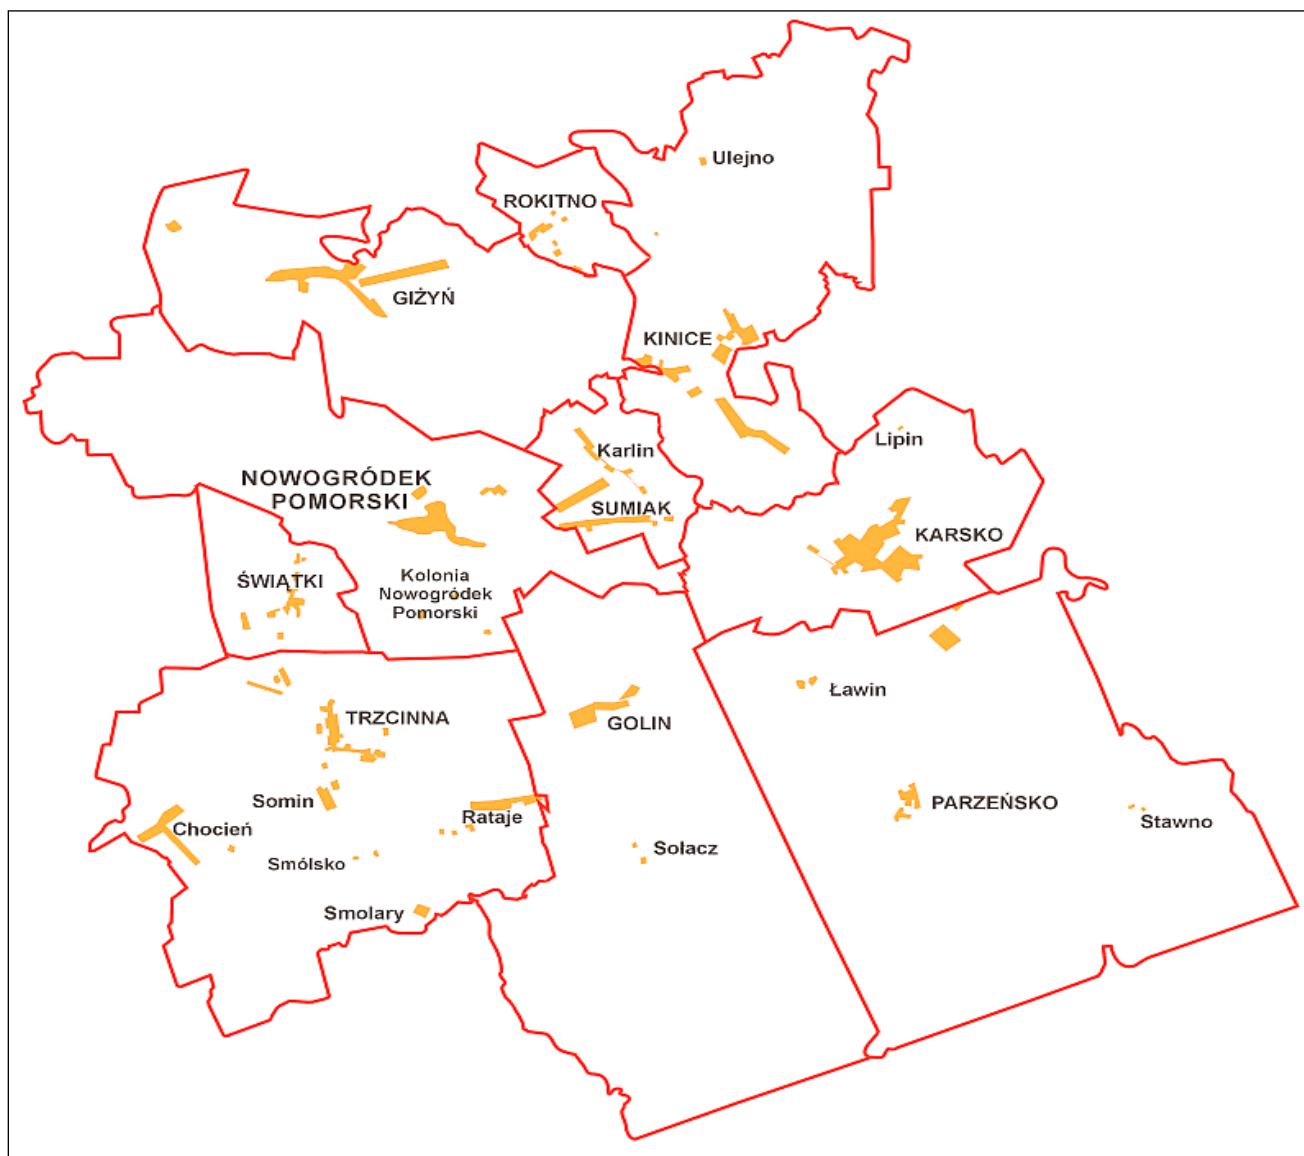 Ulejno
ROKITNO
GIŻYŃ
KINICE
Lipin
Karlin
NOWOGRÓDEK
POMORSKI
SUMIAK
KARSKO
ŚWIĄTKI
Kolonia
Nowogródek
Pomorski
Ławin
TRZCINNA
GOLIN
Somin
PARZEŃSKO
Rataje
Stawno
Chocień
Sołacz
Smólsko
Smolary